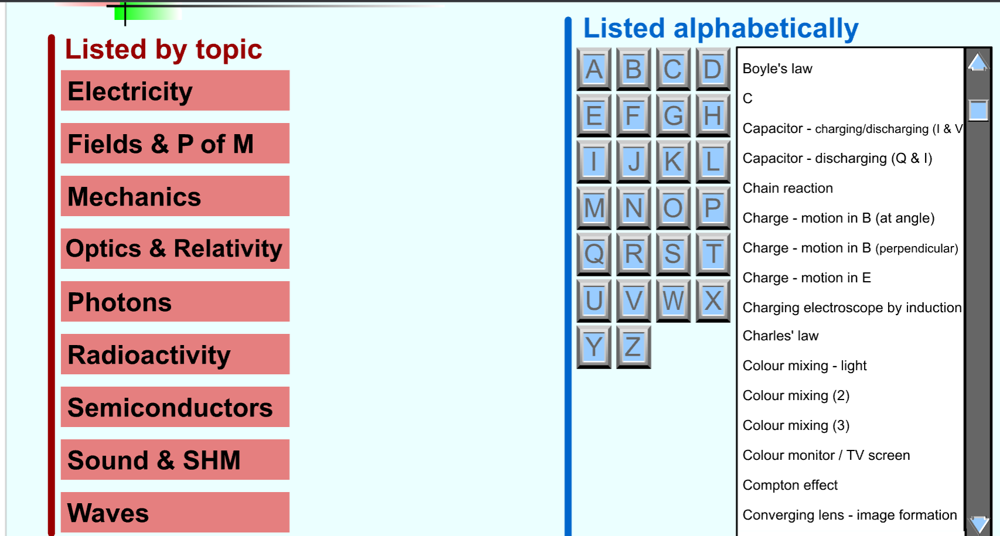 Listed by topic
Electricity
Fields & P of M
Mechanics
Optics & Relativity
Photons
Radioactivity
Semiconductors
Sound & SHM
Waves
Listed alphabetically
A B C D
E F G H
I J K L
M N O P
Q R S T
U V W X
Y Z
Boyle's law
C
Capacitor - charging/discharging (I & V
Capacitor - discharging (Q & I)
Chain reaction
Charge - motion in B (at angle)
Charge - motion in B (perpendicular)
Charge - motion in E
Charging electroscope by induction
Charles' law
Colour mixing - light
Colour mixing (2)
Colour mixing (3)
Colour monitor / TV screen
Compton effect
Converging lens - image formation